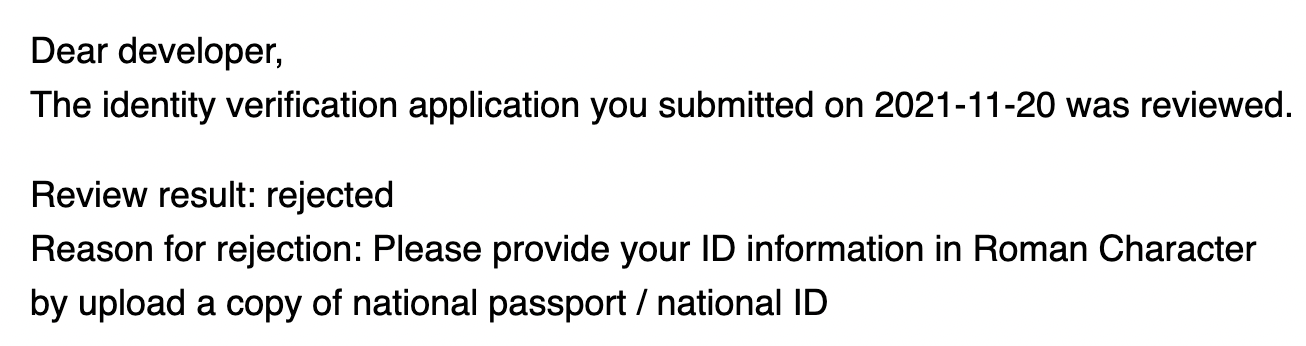 Dear developer,
The identity verification application you submitted on 2021-11-20 was reviewed.
Review result: rejected
Reason for rejection: Please provide your ID information in Roman Character
by upload a copy of national passport / national ID